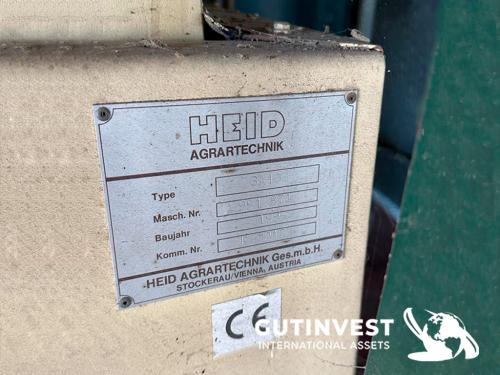 HEID
AGRARTECHNIK
Type
Masch. Nr.
Baujahr
Komm. Nr.
HEID AGRARTECHNIK Ges.m.b.H.
STOCKERAU/VIENNA, AUSTRIA
CE
GUTINVEST
INTERNATIONAL ASSETS